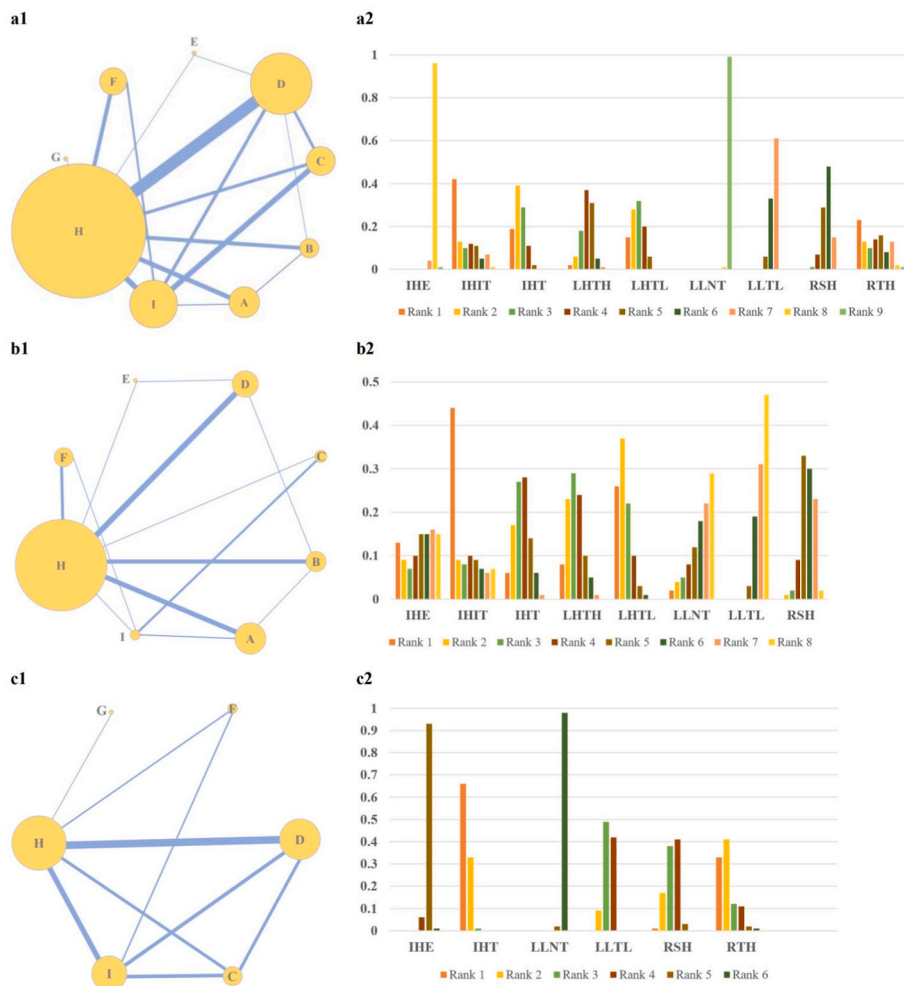 a1
a2
E
F
D
G
C
H
B
I
A
1
0.8
0.6
0.4
0.2
0
IHE IHIT IHT LHTH LHTL LLNT LLTL RSH RTH
Rank 1 Rank 2 Rank 3 Rank 4 Rank 5 Rank 6 Rank 7 Rank 8 Rank 9
b1
b2
E
D
F
C
H
B
I
A
0.5
0.4
0.3
0.2
0.1
0
IHE IHIT IHT LHTH LHTL LLNT LLTL RSH
Rank 1 Rank 2 Rank 3 Rank 4 Rank 5 Rank 6 Rank 7 Rank 8
c1
c2
G
F
H
D
I
C
1
0.9
0.8
0.7
0.6
0.5
0.4
0.3
0.2
0.1
0
IHE IHT LLNT LLTL RSH RTH
Rank 1 Rank 2 Rank 3 Rank 4 Rank 5 Rank 6